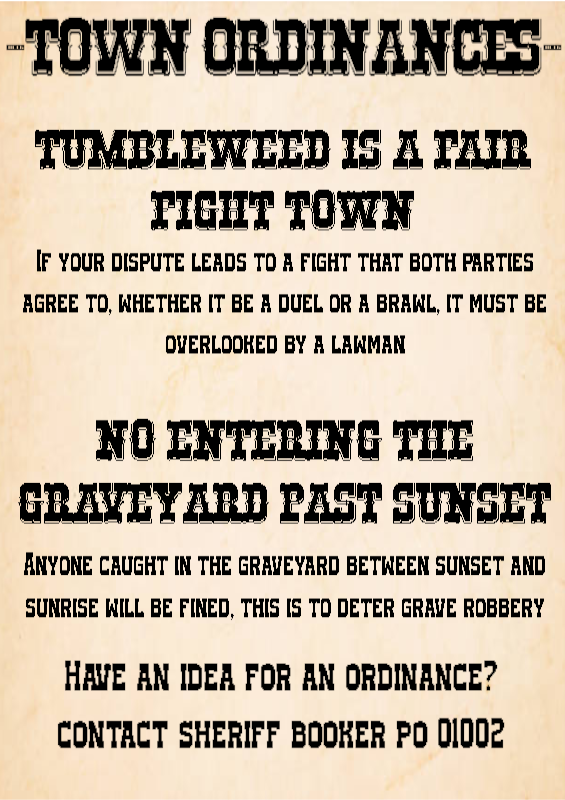 TOWN ORDINANCES
TUMBLEWEED IS A FAIR
FIGHT TOWN
IF YOUR DISPUTE LEADS TO A FIGHT THAT BOTH PARTIES
AGREE TO, WHETHER IT BE A DUEL OR A BRAWL, IT MUST BE
OVERLOOKED BY A LAWMAN
NO ENTERING THE
GRAVEYARD PAST SUNSET
ANYONE CAUGHT IN THE GRAVEYARD BETWEEN SUNSET AND
SUNRISE WILL BE FINED, THIS IS TO DETER GRAVE ROBBERY
HAVE AN IDEA FOR AN ORDINANCE?
CONTACT SHERIFF BOOKER PO 01002